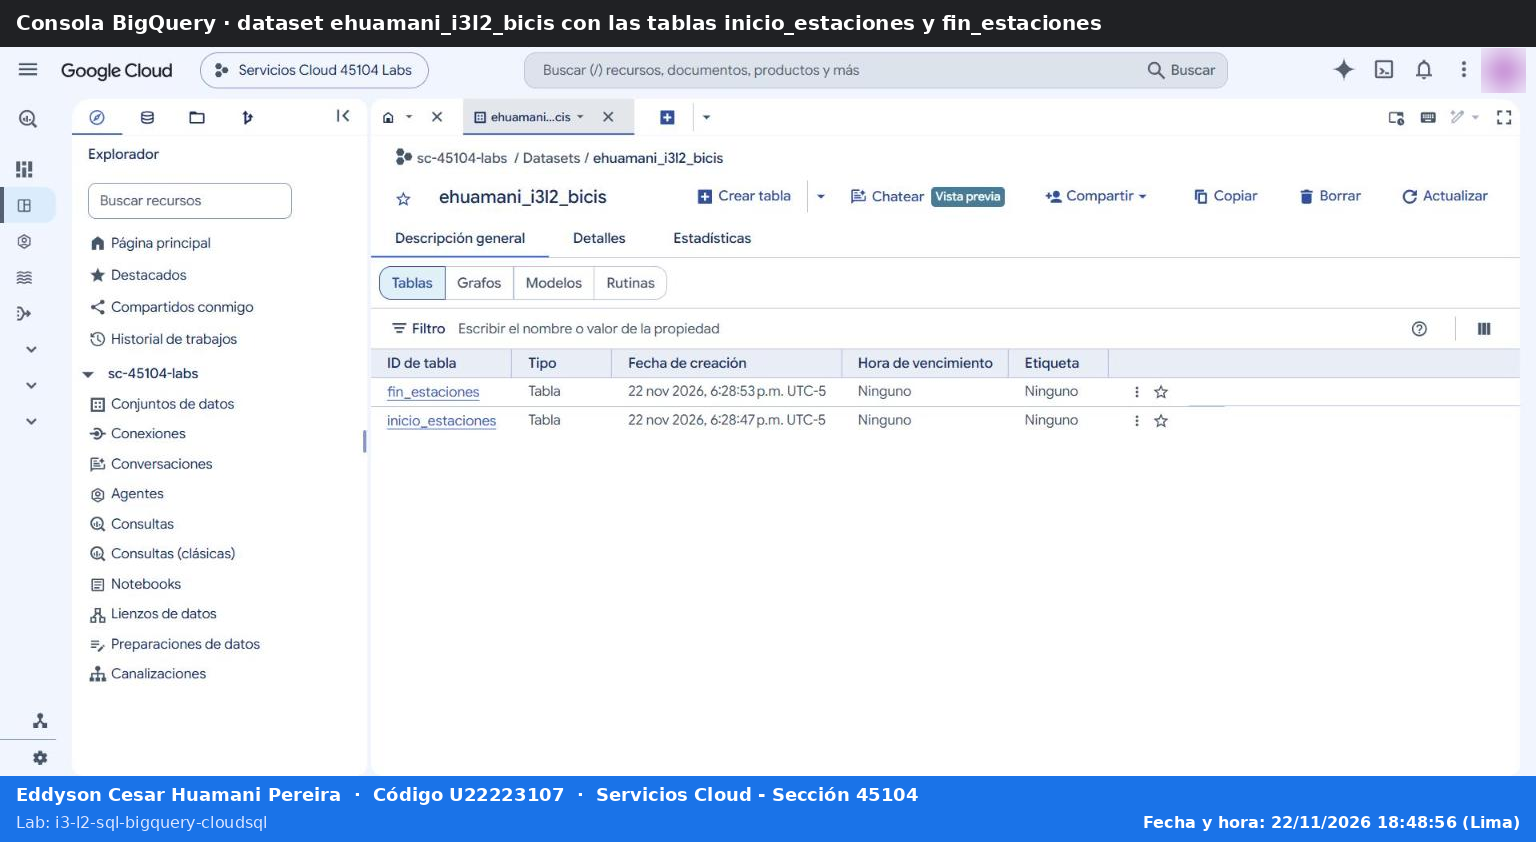 Consola BigQuery · dataset ehuamani_i3l2_bicis con las tablas inicio_estaciones y fin_estaciones
Google Cloud
Servicios Cloud 45104 Labs
Buscar (/) recursos, documentos, productos y más
Buscar
ehuamani...cis
Explorador
Buscar recursos
Página principal
Destacados
Compartidos conmigo
Historial de trabajos
sc-45104-labs
Conjuntos de datos
Conexiones
Conversaciones
Agentes
Consultas
Consultas (clásicas)
Notebooks
Lienzos de datos
Preparaciones de datos
Canalizaciones
sc-45104-labs / Datasets / ehuamani_i3l2_bicis
ehuamani_i3l2_bicis
Crear tabla
Chatear Vista previa
Compartir
Copiar
Borrar
Actualizar
Descripción general Detalles Estadísticas
Tablas Grafos Modelos Rutinas
Filtro Escribir el nombre o valor de la propiedad
ID de tabla Tipo Fecha de creación Hora de vencimiento Etiqueta
fin_estaciones Tabla 22 nov 2026, 6:28:53 p.m. UTC-5 Ninguno Ninguno
inicio_estaciones Tabla 22 nov 2026, 6:28:47 p.m. UTC-5 Ninguno Ninguno
Eddyson Cesar Huamani Pereira · Código U22223107 · Servicios Cloud - Sección 45104
Lab: i3-l2-sql-bigquery-cloudsql
Fecha y hora: 22/11/2026 18:48:56 (Lima)